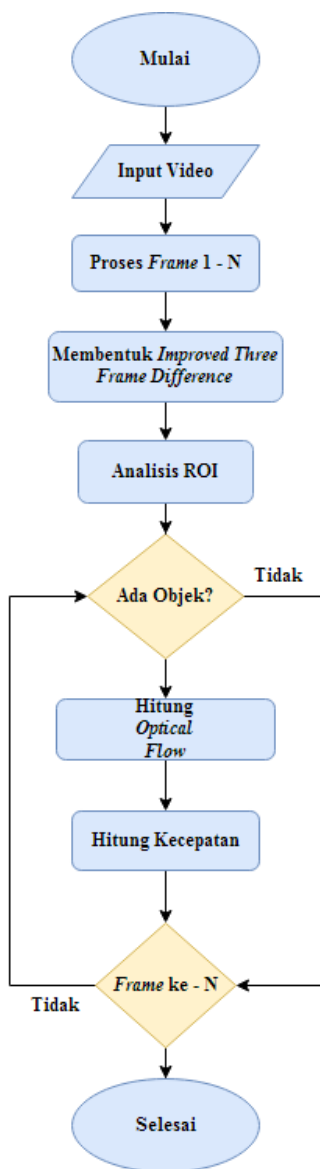 Mulai
Input Video
Proses Frame 1 - N
Membentuk Improved Three
Frame Difference
Analisis ROI
Ada Objek?
Tidak
Hitung
Optical
Flow
Hitung Kecepatan
Frame ke - N
Tidak
Selesai